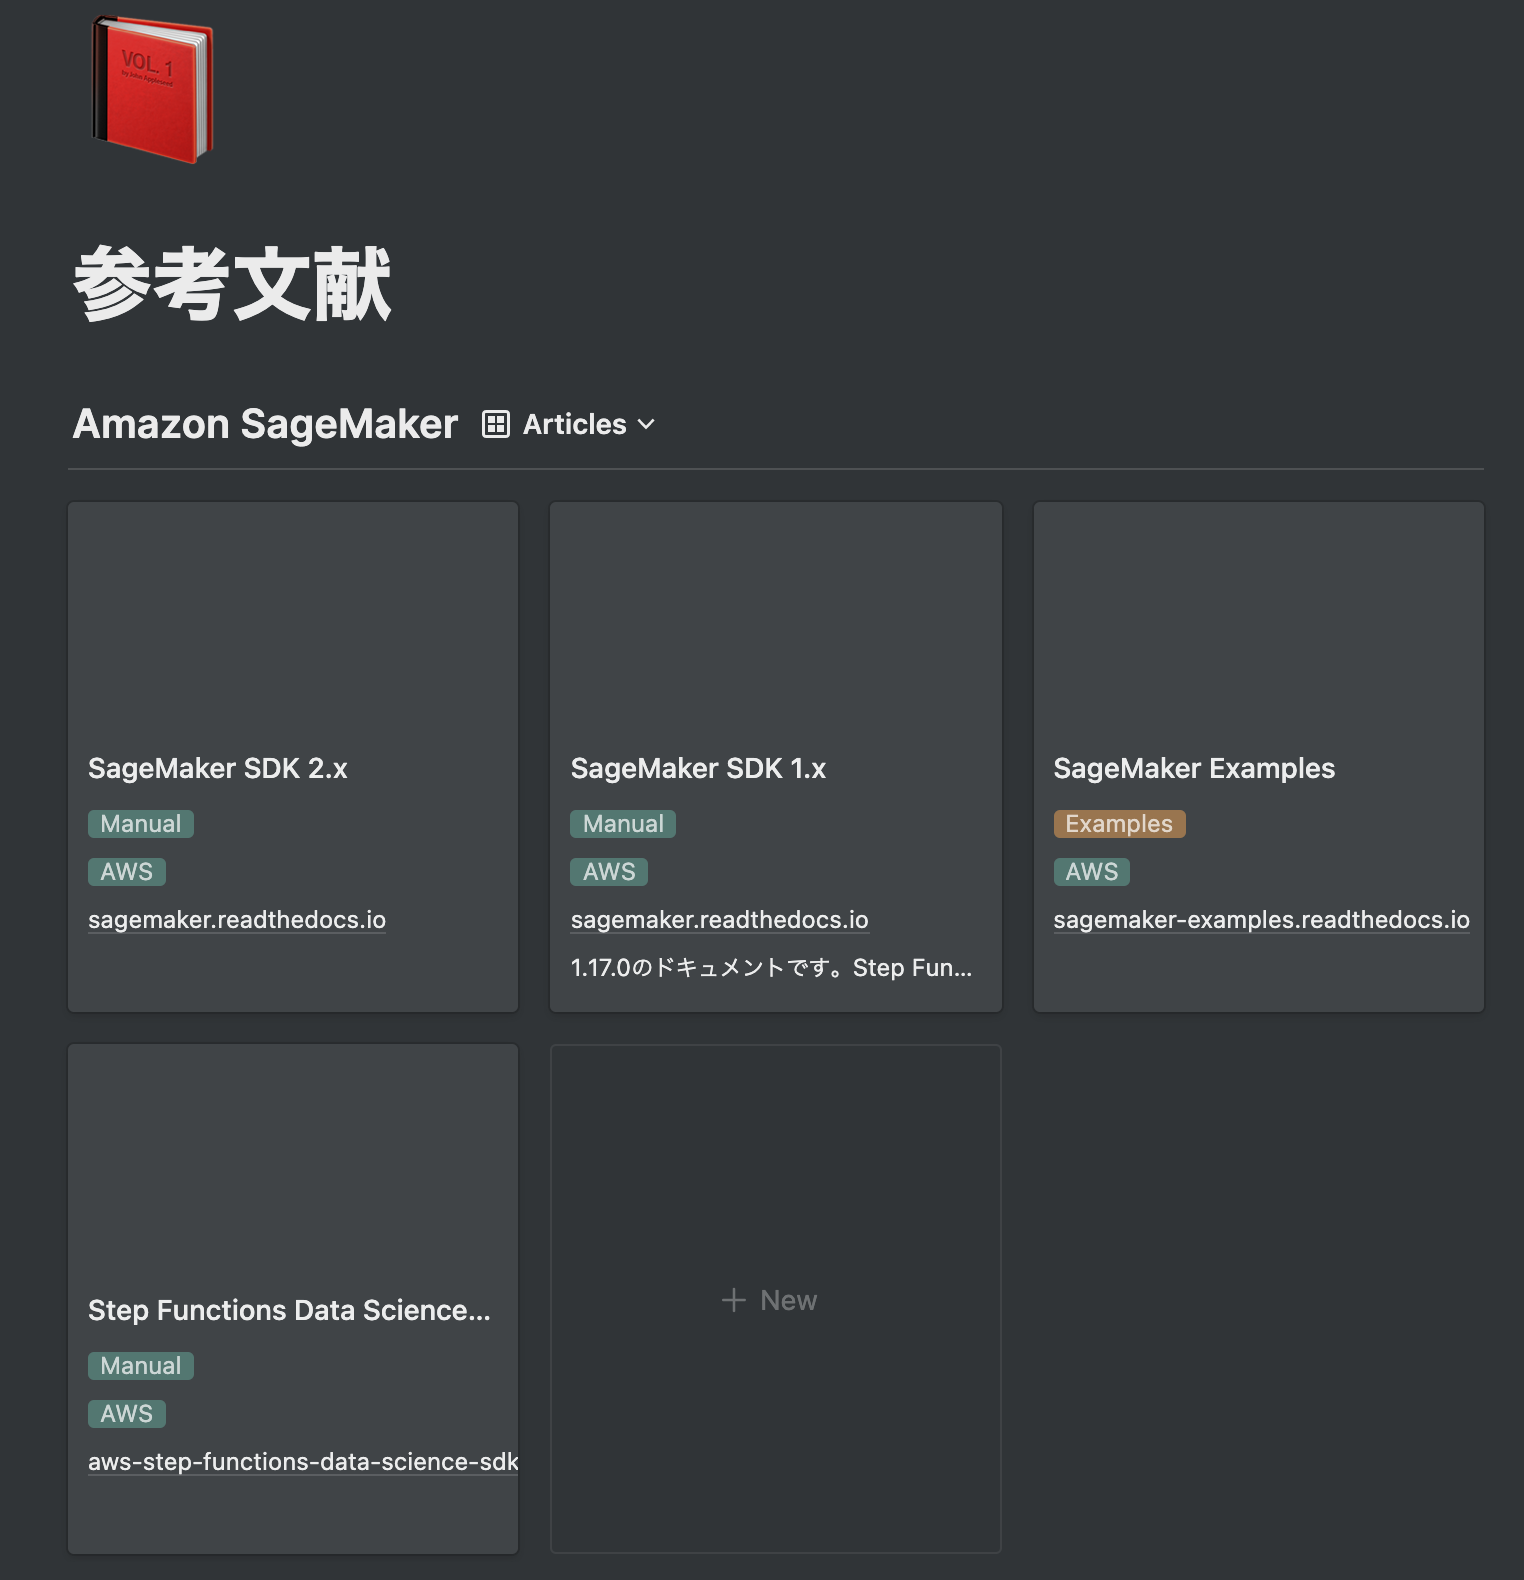 VOL. 1
by John Appleseed
参考文献
Amazon SageMaker Articles
SageMaker SDK 2.x
Manual
AWS
sagemaker.readthedocs.io
SageMaker SDK 1.x
Manual
AWS
sagemaker.readthedocs.io
1.17.0のドキュメントです。Step Fun...
SageMaker Examples
Examples
AWS
sagemaker-examples.readthedocs.io
Step Functions Data Science...
Manual
AWS
aws-step-functions-data-science-sdk
+ New